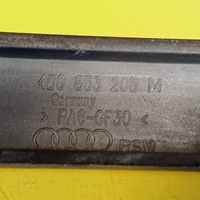 4D0 853 208 M
Germany
> PA6-GF30 <